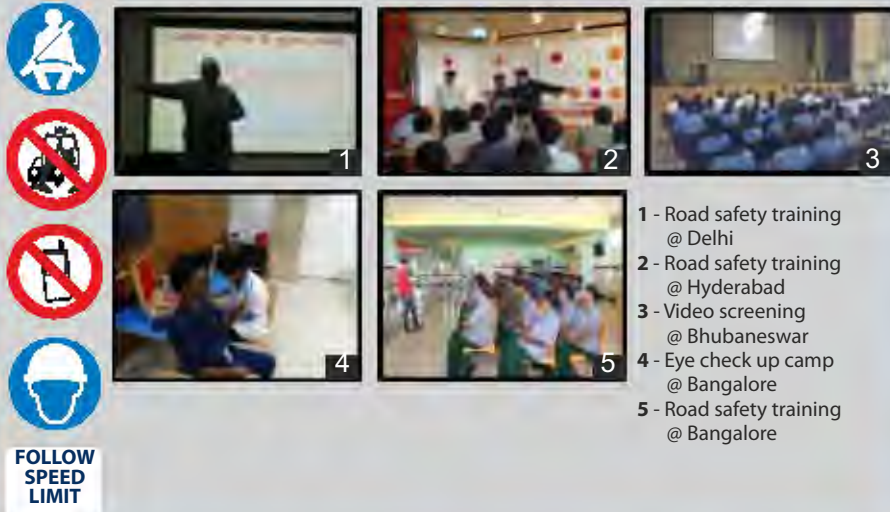 1
2
3
4
5
1 - Road safety training
@ Delhi
2 - Road safety training
@ Hyderabad
3 - Video screening
@ Bhubaneswar
4 - Eye check up camp
@ Bangalore
5 - Road safety training
@ Bangalore
FOLLOW
SPEED
LIMIT